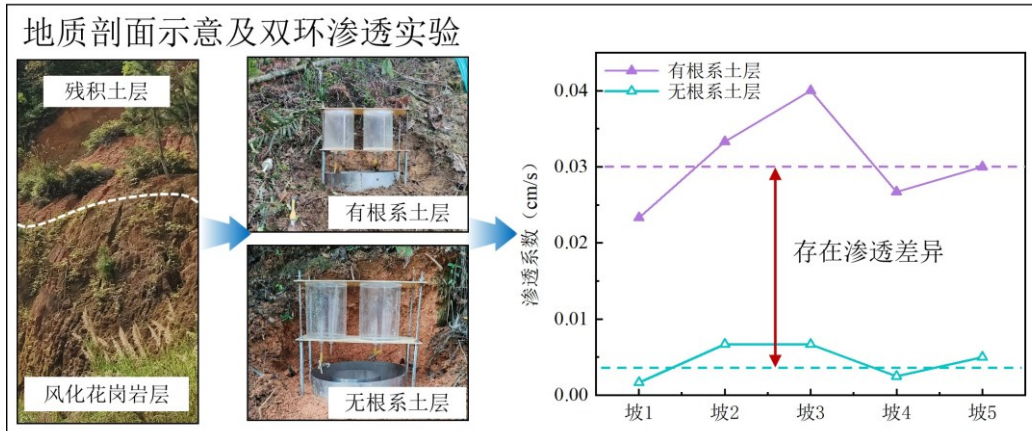 地质剖面示意及双环渗透实验
残积土层
风化花岗岩层
有根系土层
无根系土层
有根系土层
无根系土层
渗透系数（cm/s）
0.04
0.03
0.02
0.01
0.00
存在渗透差异
坡1 坡2 坡3 坡4 坡5